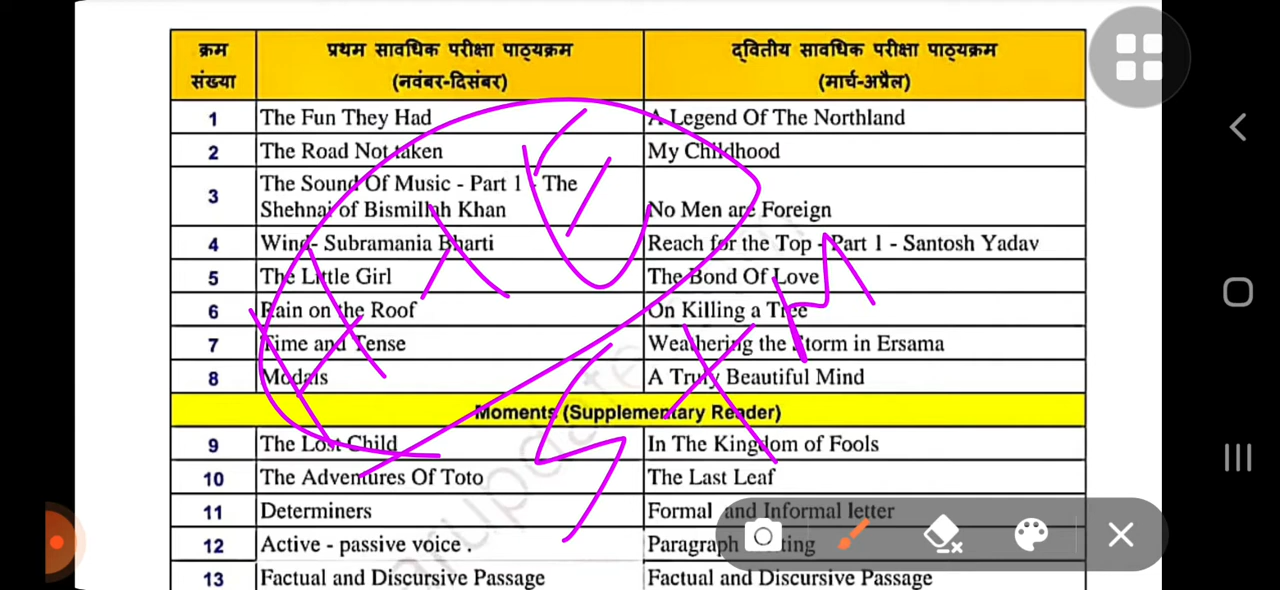 क्रम संख्या प्रथम सावधिक परीक्षा पाठ्यक्रम (नवंबर-दिसंबर) द्वितीय सावधिक परीक्षा पाठ्यक्रम (मार्च-अप्रैल)
1 The Fun They Had A Legend Of The Northland
2 The Road Not taken My Childhood
3 The Sound Of Music - Part 1 - The Shehnai of Bismillah Khan No Men are Foreign
4 Wind- Subramania Bharti Reach for the Top - Part 1 - Santosh Yadav
5 The Little Girl The Bond Of Love
6 Rain on the Roof On Killing a Tree
7 Time and Tense Weathering the Storm in Ersama
8 Modals A Truly Beautiful Mind
Moments (Supplementary Reader)
9 The Lost Child In The Kingdom of Fools
10 The Adventures Of Toto The Last Leaf
11 Determiners Formal and Informal letter
12 Active - passive voice . Paragraph
13 Factual and Discursive Passage Factual and Discursive Passage